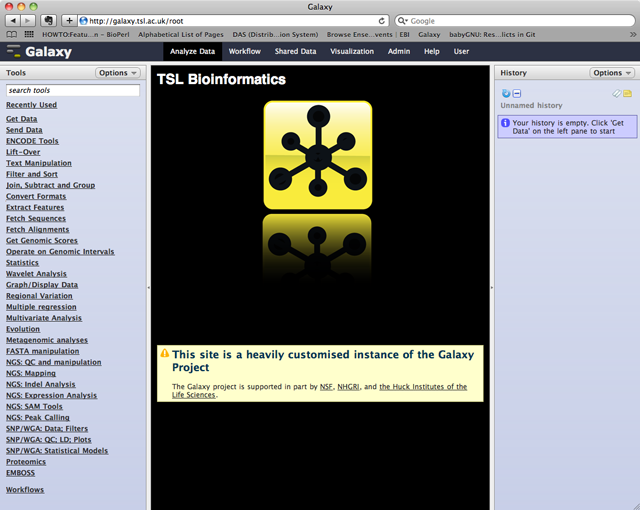 Galaxy
http://galaxy.tsl.ac.uk/root
Google
HOWTO:Featu...n – BioPerl
Alphabetical List of Pages
DAS (Distrib...ion System)
Browse Ense...vents | EBI
Galaxy
babyGNU: Res...licts in Git
Galaxy
Analyze Data
Workflow
Shared Data
Visualization
Admin
Help
User
Tools
Options
search tools
Recently Used
Get Data
Send Data
ENCODE Tools
Lift-Over
Text Manipulation
Filter and Sort
Join, Subtract and Group
Convert Formats
Extract Features
Fetch Sequences
Fetch Alignments
Get Genomic Scores
Operate on Genomic Intervals
Statistics
Wavelet Analysis
Graph/Display Data
Regional Variation
Multiple regression
Multivariate Analysis
Evolution
Metagenomic analyses
FASTA manipulation
NGS: QC and manipulation
NGS: Mapping
NGS: Indel Analysis
NGS: Expression Analysis
NGS: SAM Tools
NGS: Peak Calling
SNP/WGA: Data; Filters
SNP/WGA: QC; LD; Plots
SNP/WGA: Statistical Models
Proteomics
EMBOSS
Workflows
TSL Bioinformatics
This site is a heavily customised instance of the Galaxy
Project
The Galaxy project is supported in part by NSF, NHGRI, and the Huck Institutes of the
Life Sciences.
History
Options
Unnamed history
Your history is empty. Click 'Get
Data' on the left pane to start